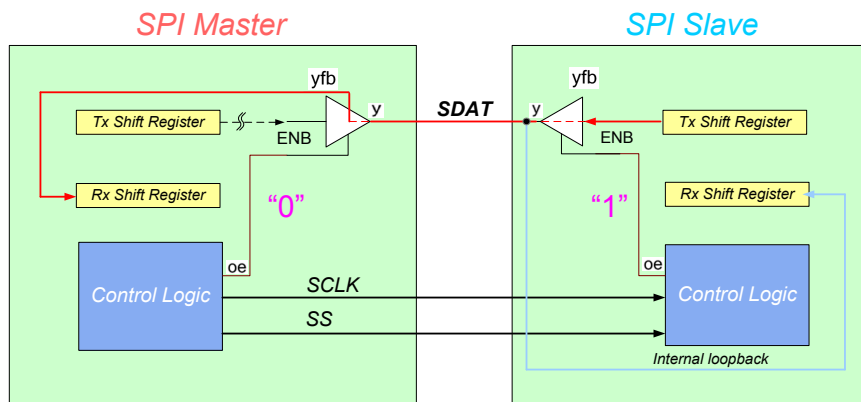 SPI Master
SPI Slave
yfb
yfb
y
SDAT
y
Tx Shift Register
ENB
ENB
Tx Shift Register
Rx Shift Register
Rx Shift Register
“0”
“1”
oe
oe
Control Logic
SCLK
Control Logic
SS
Internal loopback